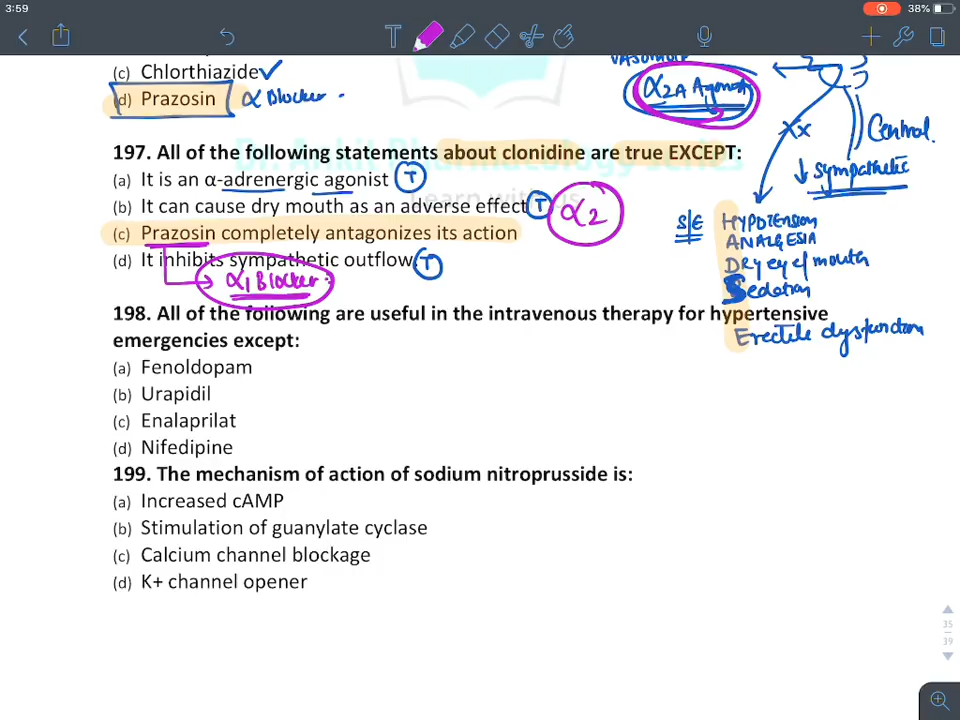 3:59
38%
VASOMOTOR
(c) Chlorthiazide ✓
α2A Agonist
(d) Prazosin α Blocker
xx
Central
↓ sympathetic
197. All of the following statements about clonidine are true EXCEPT:
(a) It is an α-adrenergic agonist T
(b) It can cause dry mouth as an adverse effect T α2
(c) Prazosin completely antagonizes its action
(d) It inhibits sympathetic outflow. T
α1 Blocker
S/E HYPOTENSION
ANALGESIA
DRy eye/mouth
Sedation
Erectile dysfunction
198. All of the following are useful in the intravenous therapy for hypertensive
emergencies except:
(a) Fenoldopam
(b) Urapidil
(c) Enalaprilat
(d) Nifedipine
199. The mechanism of action of sodium nitroprusside is:
(a) Increased cAMP
(b) Stimulation of guanylate cyclase
(c) Calcium channel blockage
(d) K+ channel opener
35
39